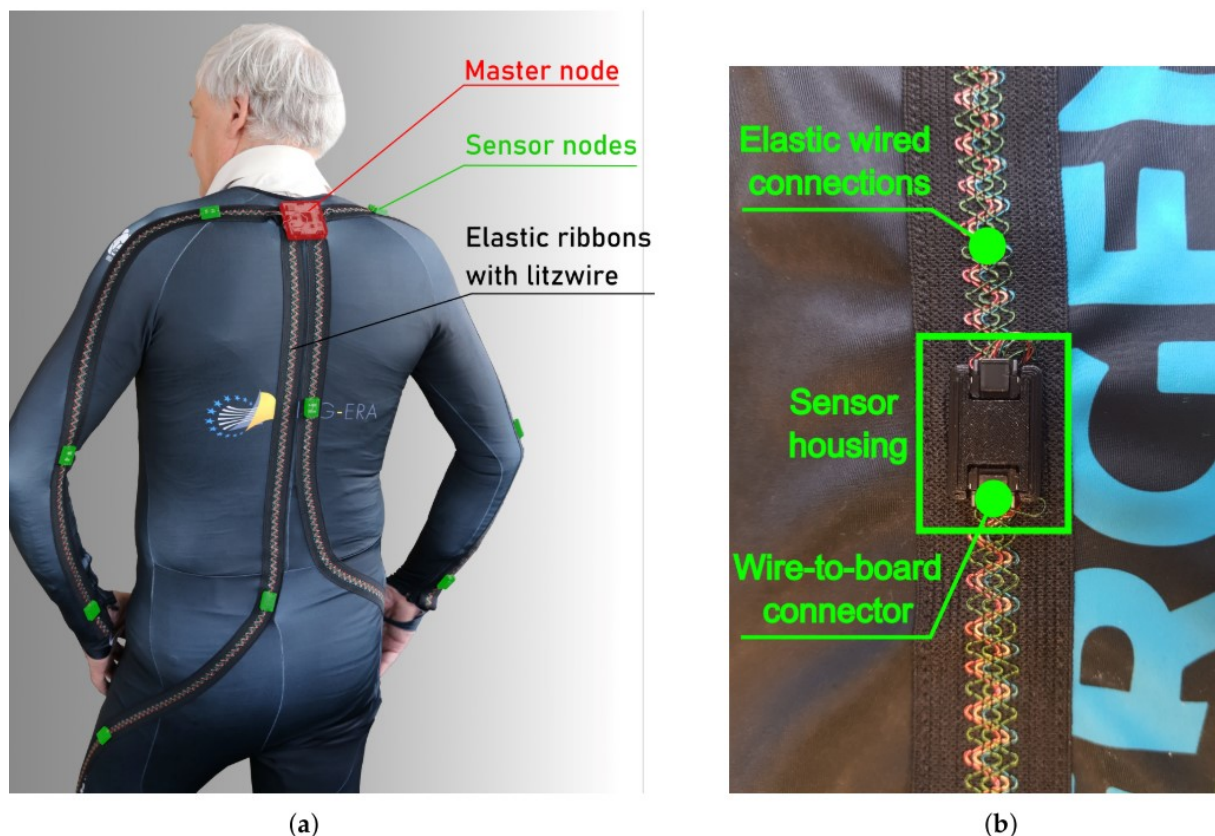 Master node
Sensor nodes
Elastic ribbons
with litzwire
G-ERA
(a)
Elastic wired
connections
Sensor
housing
Wire-to-board
connector
(b)